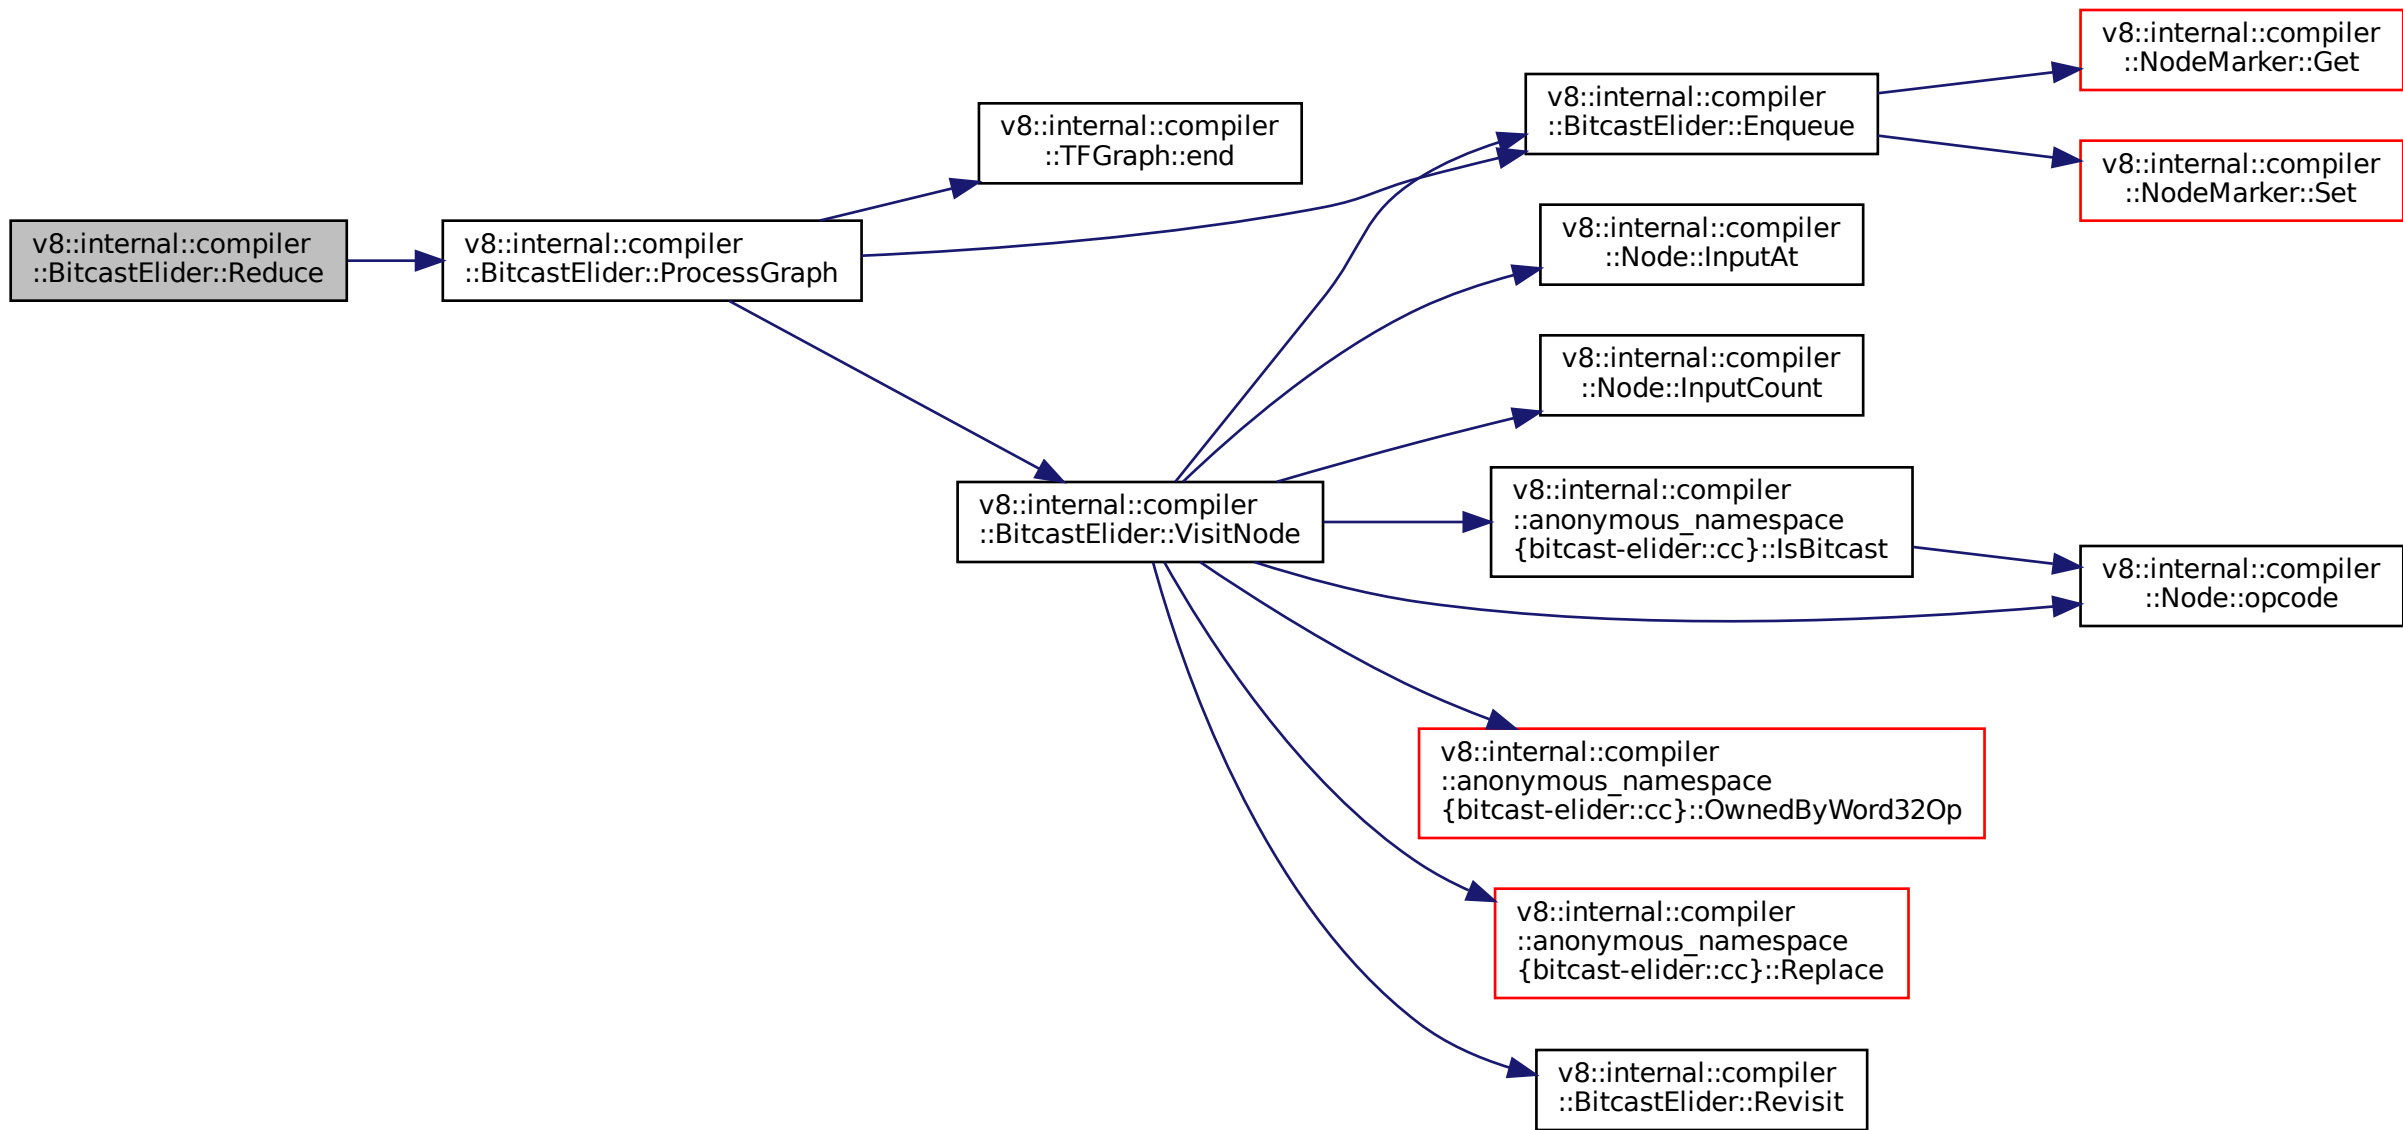 v8::internal::compiler
::BitcastElider::Reduce
v8::internal::compiler
::BitcastElider::ProcessGraph
v8::internal::compiler
::TFGraph::end
v8::internal::compiler
::BitcastElider::VisitNode
v8::internal::compiler
::BitcastElider::Enqueue
v8::internal::compiler
::Node::InputAt
v8::internal::compiler
::Node::InputCount
v8::internal::compiler
::anonymous_namespace
{bitcast-elider::cc}::IsBitcast
v8::internal::compiler
::anonymous_namespace
{bitcast-elider::cc}::OwnedByWord32Op
v8::internal::compiler
::anonymous_namespace
{bitcast-elider::cc}::Replace
v8::internal::compiler
::BitcastElider::Revisit
v8::internal::compiler
::NodeMarker::Get
v8::internal::compiler
::NodeMarker::Set
v8::internal::compiler
::Node::opcode